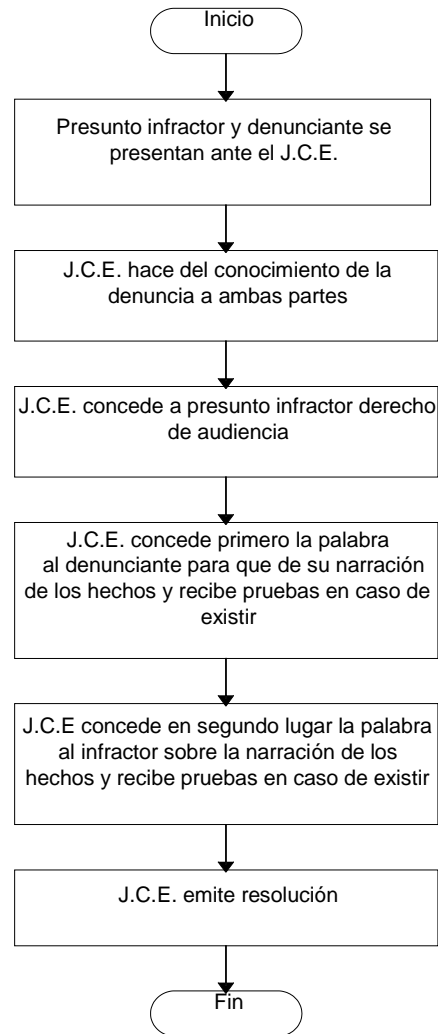 Inicio
Presunto infractor y denunciante se
presentan ante el J.C.E.
J.C.E. hace del conocimiento de la
denuncia a ambas partes
J.C.E. concede a presunto infractor derecho
de audiencia
J.C.E. concede primero la palabra
al denunciante para que de su narración
de los hechos y recibe pruebas en caso de
existir
J.C.E concede en segundo lugar la palabra
al infractor sobre la narración de los
hechos y recibe pruebas en caso de existir
J.C.E. emite resolución
Fin